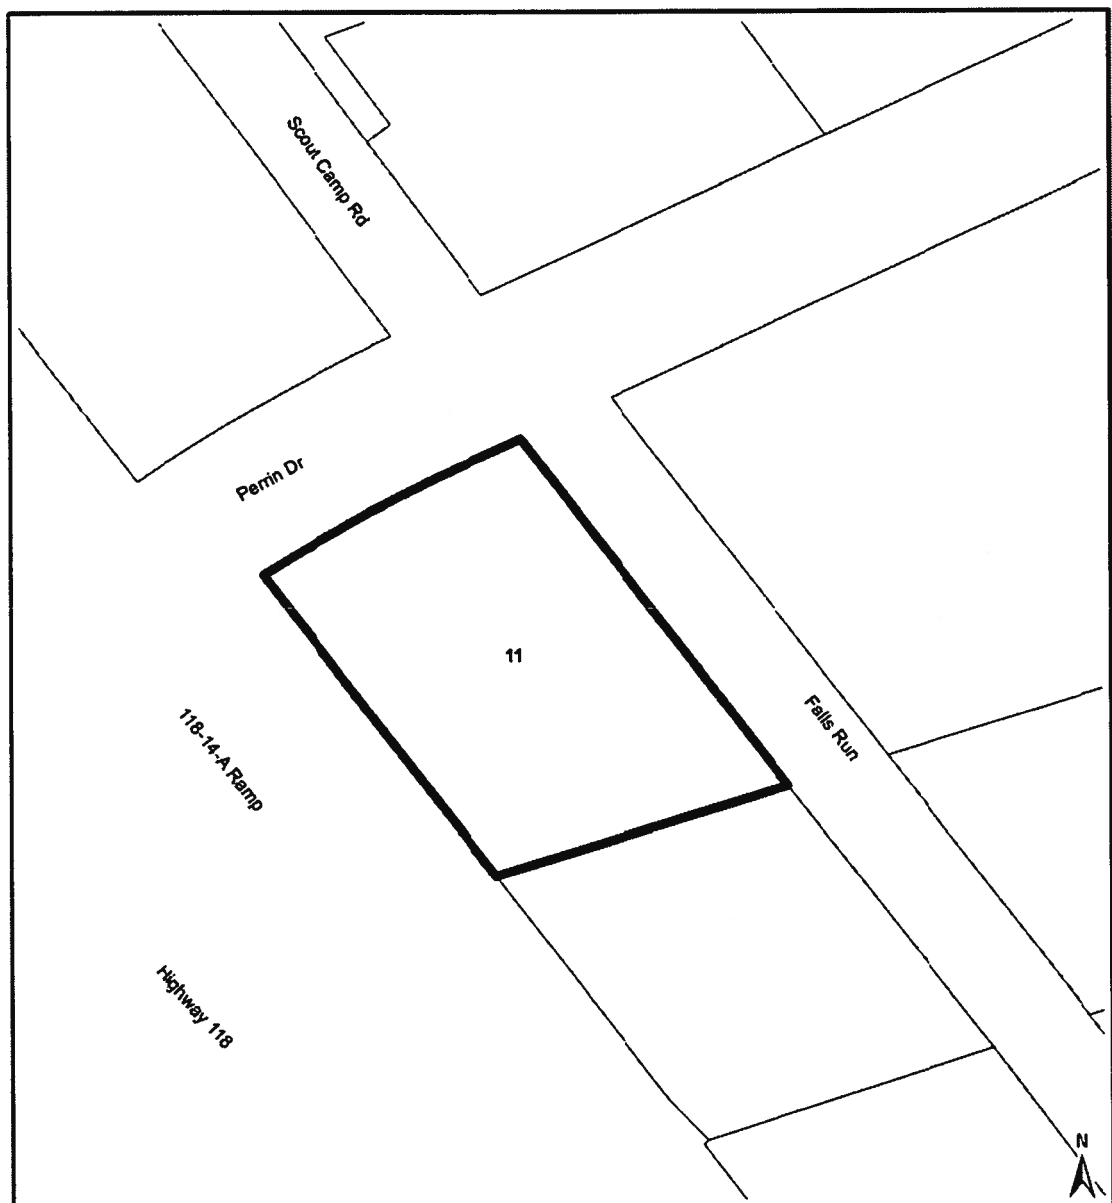 Scout Camp Rd
Perrin Dr
11
118-14-A Ramp
Falls Run
Highway 118
N